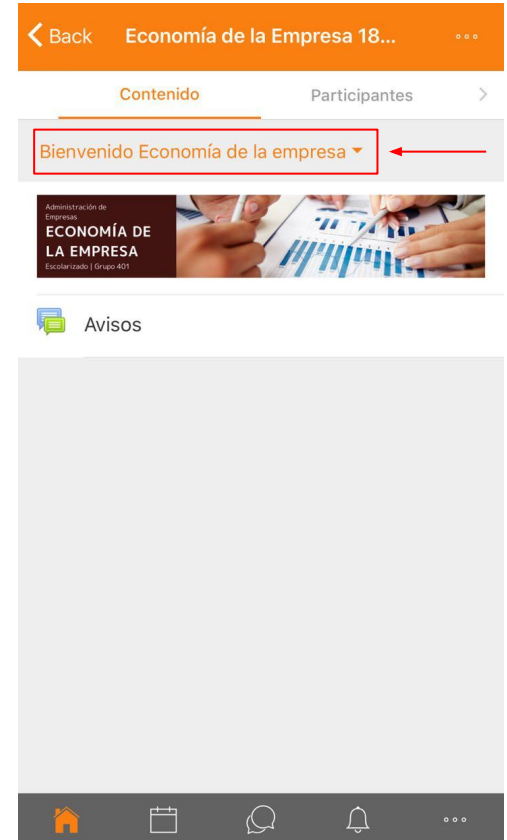 Back Economía de la Empresa 18...
Contenido Participantes
Bienvenido Economía de la empresa
Administración de
Empresas
ECONOMÍA DE
LA EMPRESA
Escolarizado | Grupo 401
Avisos